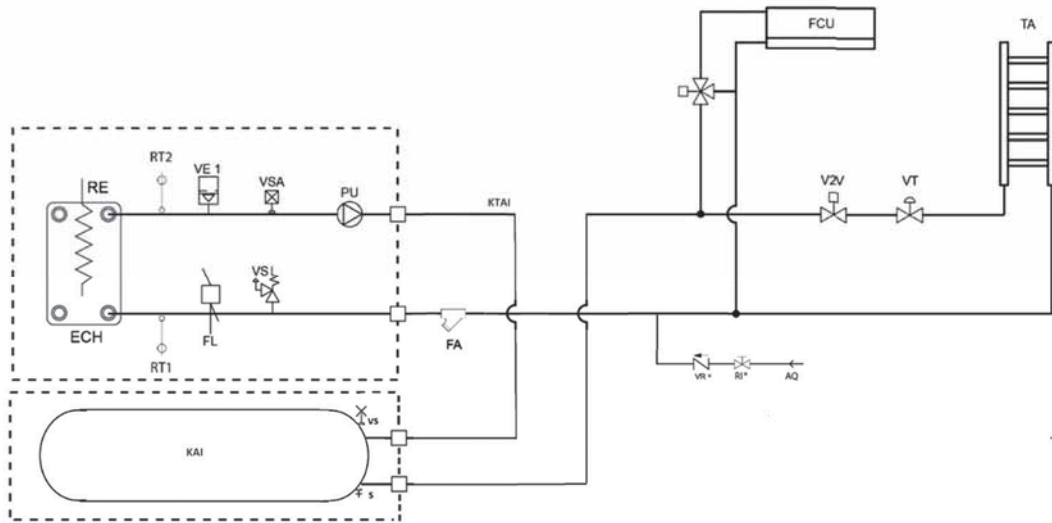 FCU
TA
RT2
VE 1
VSA
PU
RE
KTAI
V2V
VT
VS
ECH
FL
FA
RT1
VR*
RI*
AQ
VS
KAI
S